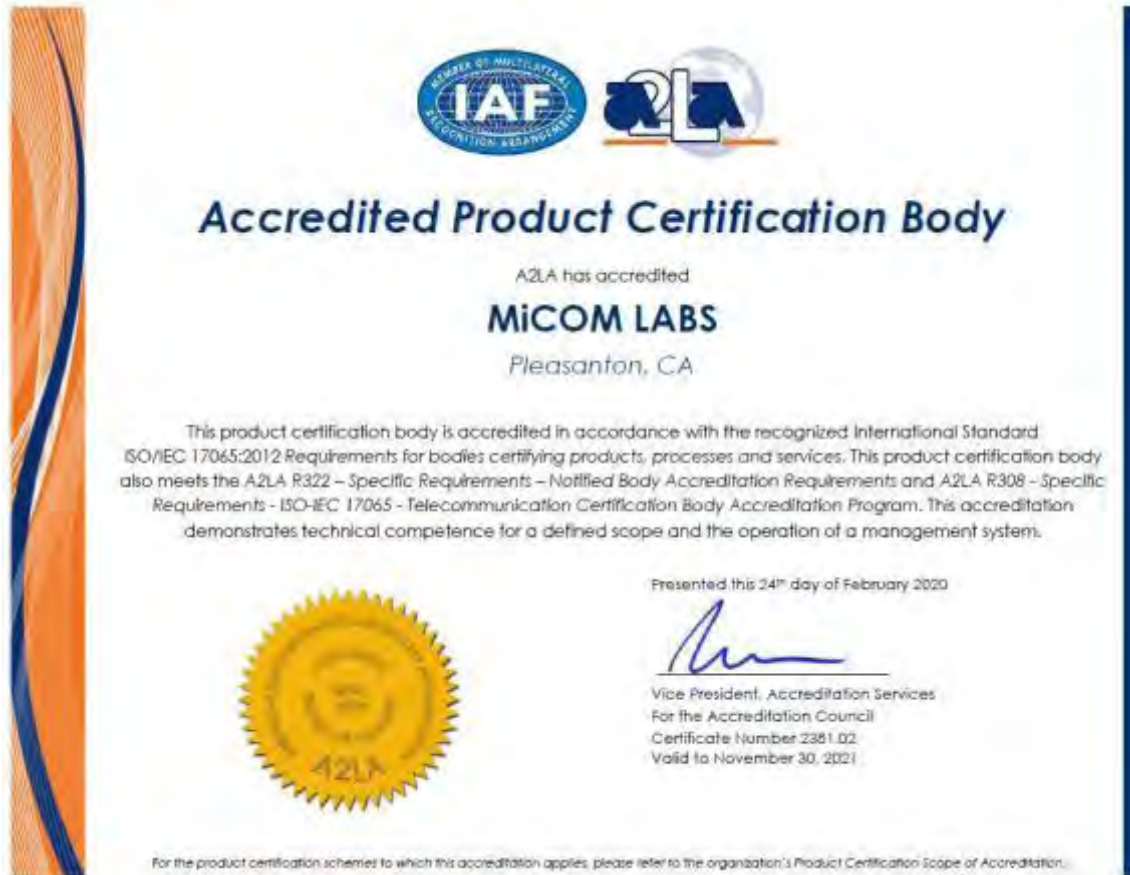 MEMBER OF MULTILATERAL
IAF
RECOGNITION ARRANGEMENT
a2La
Accredited Product Certification Body
A2LA has accredited
MiCOM LABS
Pleasanton, CA
This product certification body is accredited in accordance with the recognized International Standard
ISO/IEC 17065:2012 Requirements for bodies certifying products, processes and services. This product certification body
also meets the A2LA R322 – Specific Requirements – Notified Body Accreditation Requirements and A2LA R308 - Specific
Requirements - ISO-IEC 17065 - Telecommunication Certification Body Accreditation Program. This accreditation
demonstrates technical competence for a defined scope and the operation of a management system.
Presented this 24th day of February 2020
Vice President, Accreditation Services
For the Accreditation Council
Certificate Number 2381.02
Valid to November 30, 2021
A2LA
For the product certification schemes to which this accreditation applies, please refer to the organization's Product Certification Scope of Accreditation.